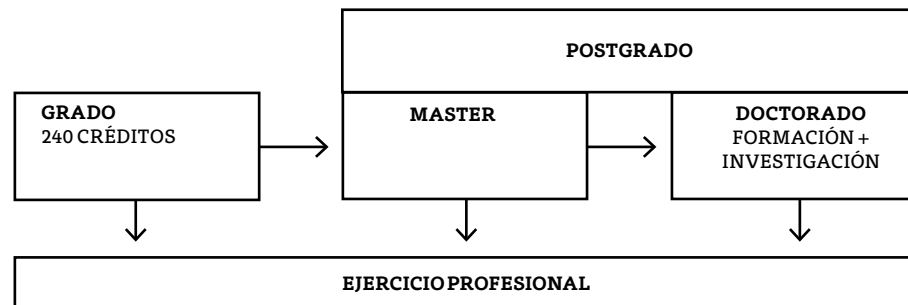 POSTGRADO
GRADO
240 CRÉDITOS
MASTER
DOCTORADO
FORMACIÓN +
INVESTIGACIÓN
EJERCICIO PROFESIONAL